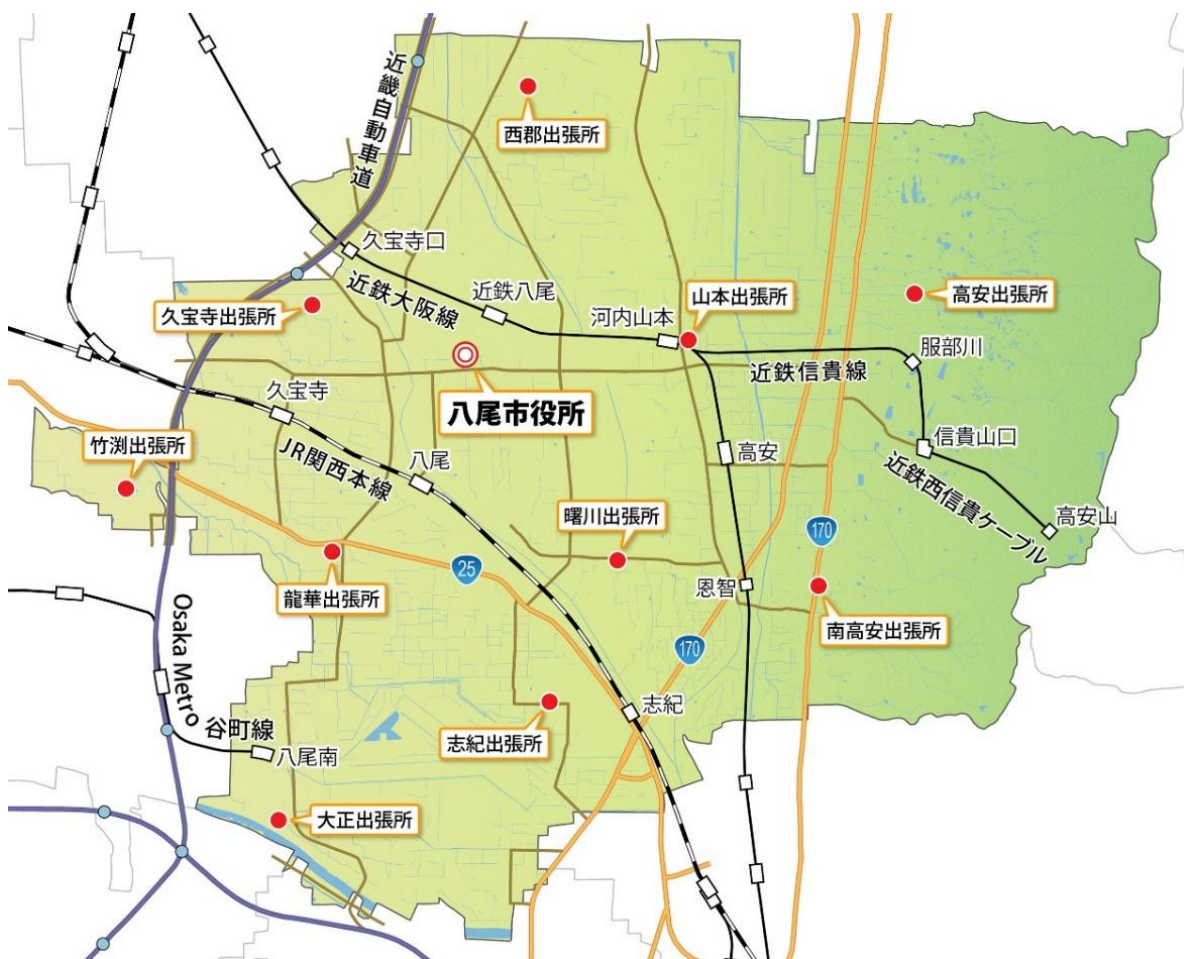 近畿自動車道
西郡出張所
久宝寺口
近鉄大阪線
近鉄八尾
河内山本
山本出張所
高安出張所
久宝寺出張所
服部川
近鉄信貴線
久宝寺
八尾市役所
信貴山口
竹渕出張所
JR関西本線
八尾
高安
近鉄西信貴ケーブル
高安山
曙川出張所
170
25
恩智
龍華出張所
南高安出張所
170
Osaka Metro
谷町線
志紀
志紀出張所
八尾南
大正出張所